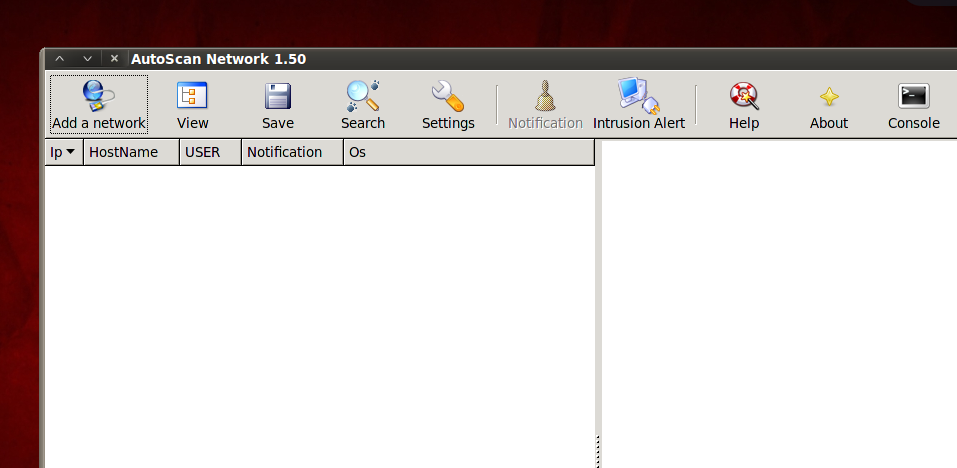 AutoScan Network 1.50
Add a network View Save Search Settings Notification Intrusion Alert Help About Console
Ip HostName USER Notification Os